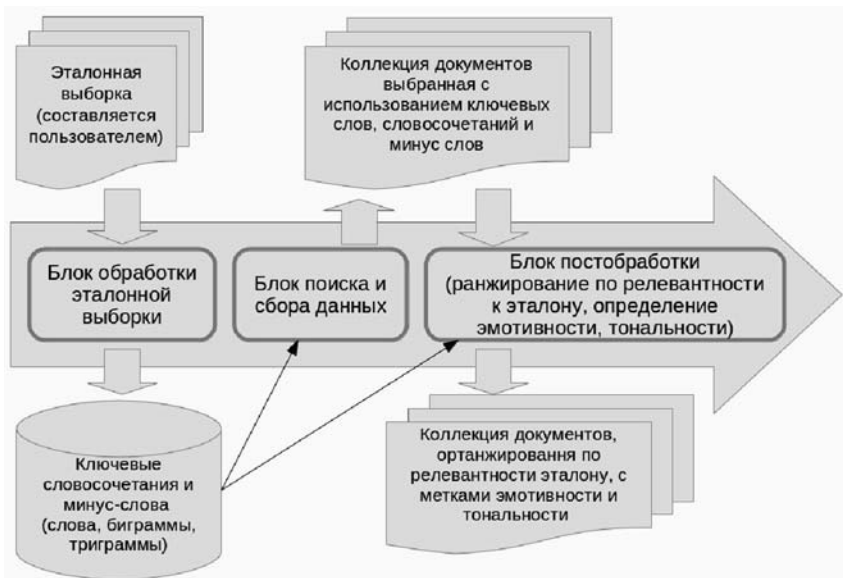 Эталонная
выборка
(составляется
пользователем)
Коллекция документов
выбранная с
использованием ключевых
слов, словосочетаний и
минус слов
Блок обработки
эталонной
выборки
Блок поиска и
сбора данных
Блок постобработки
(ранжирование по релевантности
к эталону, определение
эмотивности, тональности)
Ключевые
словосочетания и
минус-слова
(слова, биграммы,
триграммы)
Коллекция документов,
ортанжировання по
релевантности эталону, с
метками эмотивности и
тональности